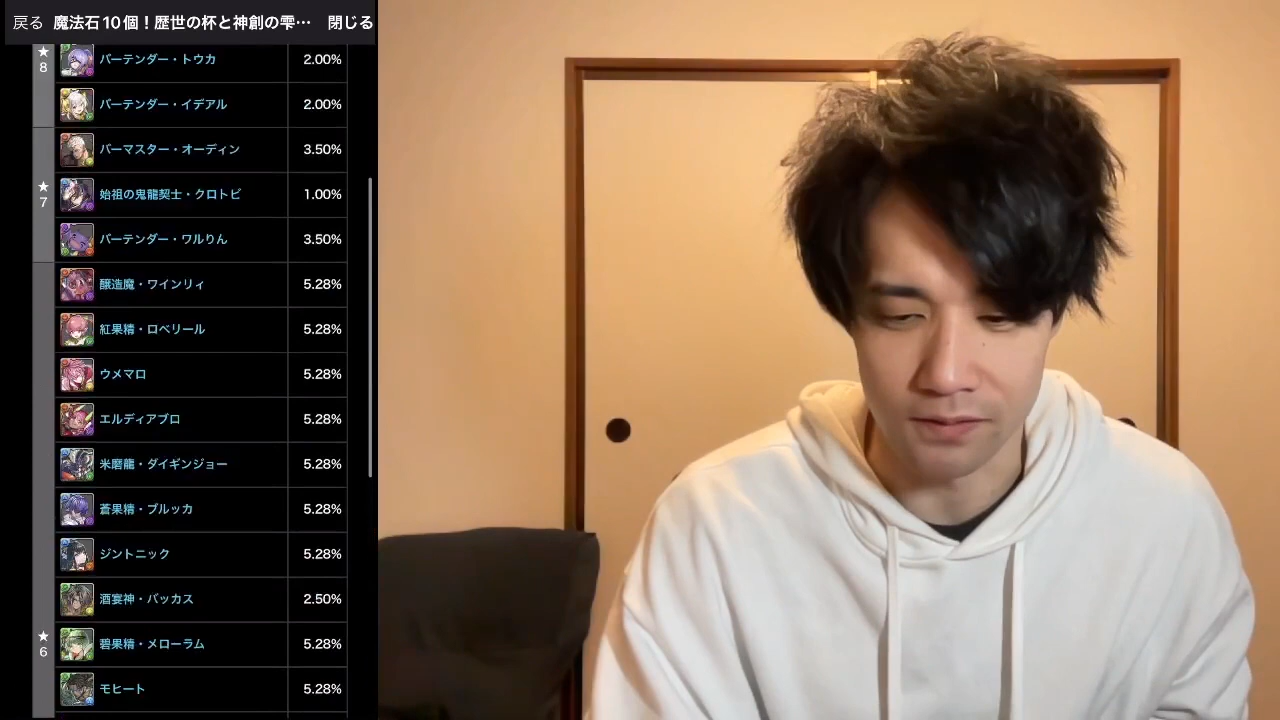 戻る 魔法石10個！歴世の杯と神創の雫… 閉じる
★8
バーテンダー・トウカ 2.00%
バーテンダー・イデアル 2.00%
バーマスター・オーディン 3.50%
★7
始祖の鬼龍契士・クロトビ 1.00%
バーテンダー・ワルりん 3.50%
醸造魔・ワインリィ 5.28%
紅果精・ロベリール 5.28%
ウメマロ 5.28%
エルディアブロ 5.28%
米磨龍・ダイギンジョー 5.28%
蒼果精・プルッカ 5.28%
ジントニック 5.28%
酒宴神・バッカス 2.50%
★6
碧果精・メローラム 5.28%
モヒート 5.28%